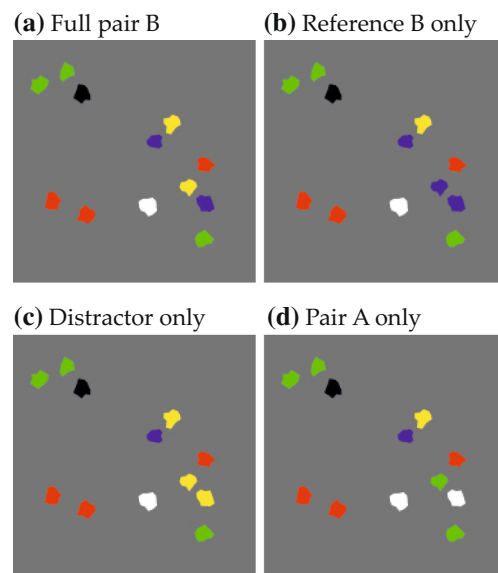 (a) Full pair B
(b) Reference B only
(c) Distractor only
(d) Pair A only